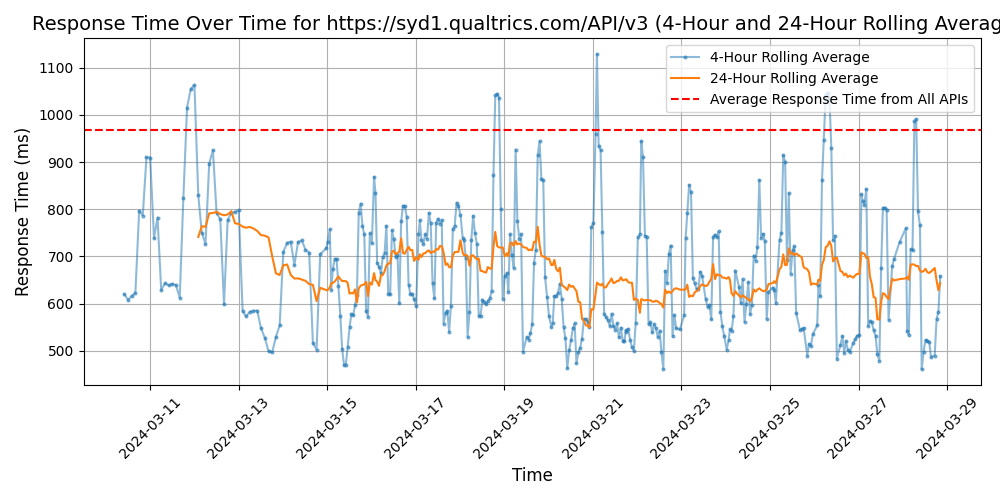 Response Time Over Time for https://syd1.qualtrics.com/API/v3 (4-Hour and 24-Hour Rolling Averag
4-Hour Rolling Average
24-Hour Rolling Average
Average Response Time from All APIs
Response Time (ms)
1100
1000
900
800
700
600
500
2024-03-11
2024-03-13
2024-03-15
2024-03-17
2024-03-19
2024-03-21
2024-03-23
2024-03-25
2024-03-27
2024-03-29
Time